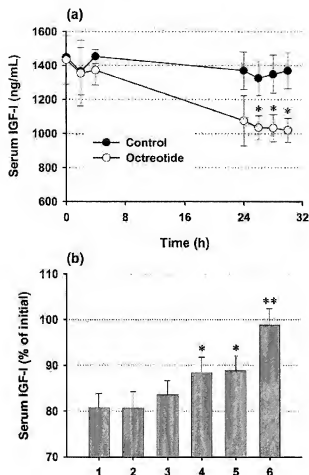 (a)
1600
1400
1200
1000
800
600
Serum IGF-I (ng/mL)
* * *
Control
Octreotide
0 8 16 24 32
Time (h)
(b)
110
100
90
80
70
Serum IGF-I (% of initial)
* * **
1 2 3 4 5 6